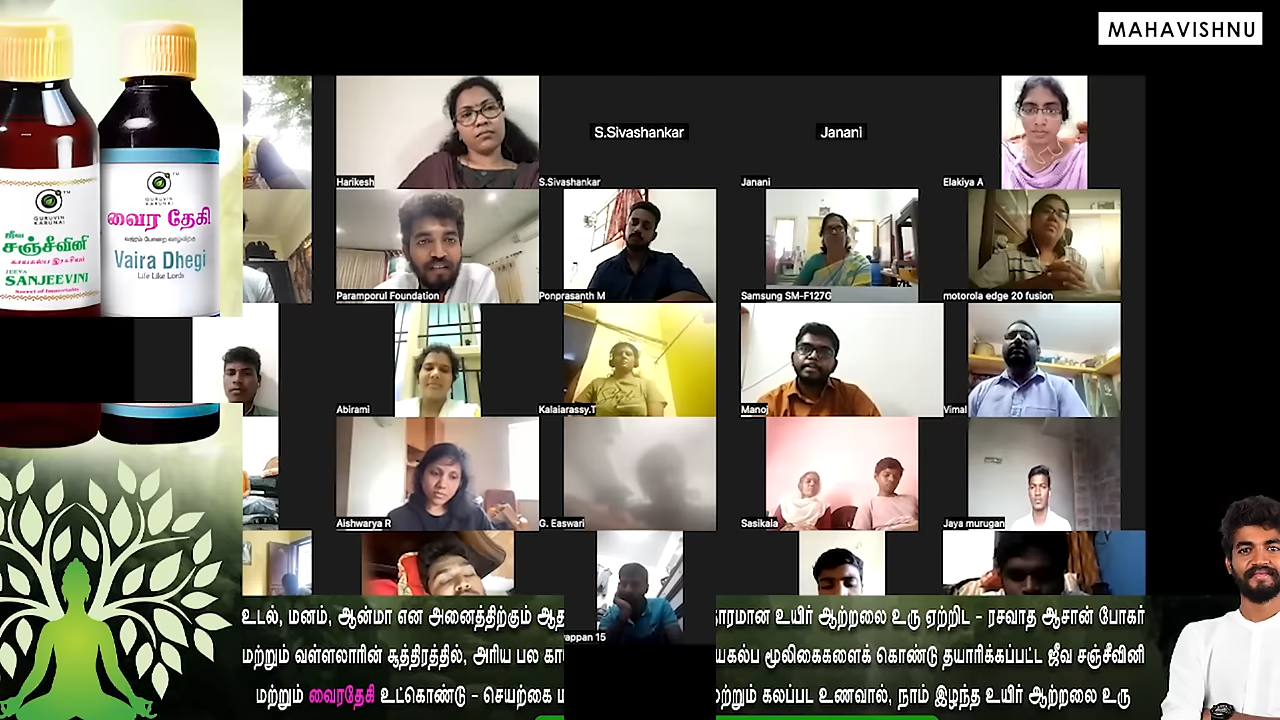 MAHAVISHNU
S.Sivashankar
Janani
Harikesh
S.Sivashankar
Janani
Elakiya A
GURUVIN
KARUNAI
ஜீவ
சஞ்சீவினி
JEEVA
SANJEEVINI
Secret of Immortality
GURUVIN
KARUNAI
வைர தேகி
Vaira Dhegi
Life Like Lords
Paramporul Foundation
Ponprasanth M
Samsung SM-F127G
motorola edge 20 fusion
Abirami
Kalaiarassy.T
Manoj
Vimal
Aishwarya R
G. Easwari
Sasikala
Jaya murugan
உடல், மனம், ஆன்மா என அனைத்திற்கும் ஆத
ாரமான உயிர் ஆற்றலை உரு ஏற்றிட - ரசவாத ஆசான் போகர்
appan 15
மற்றும் வள்ளலாரின் சூத்திரத்தில், அரிய பல கா
யகல்ப மூலிகைகளைக் கொண்டு தயாரிக்கப்பட்ட ஜீவ சஞ்சீவினி
மற்றும் வைரதேகி உட்கொண்டு - செயற்கை ம
மற்றும் கலப்பட உணவால், நாம் இழந்த உயிர் ஆற்றலை உரு